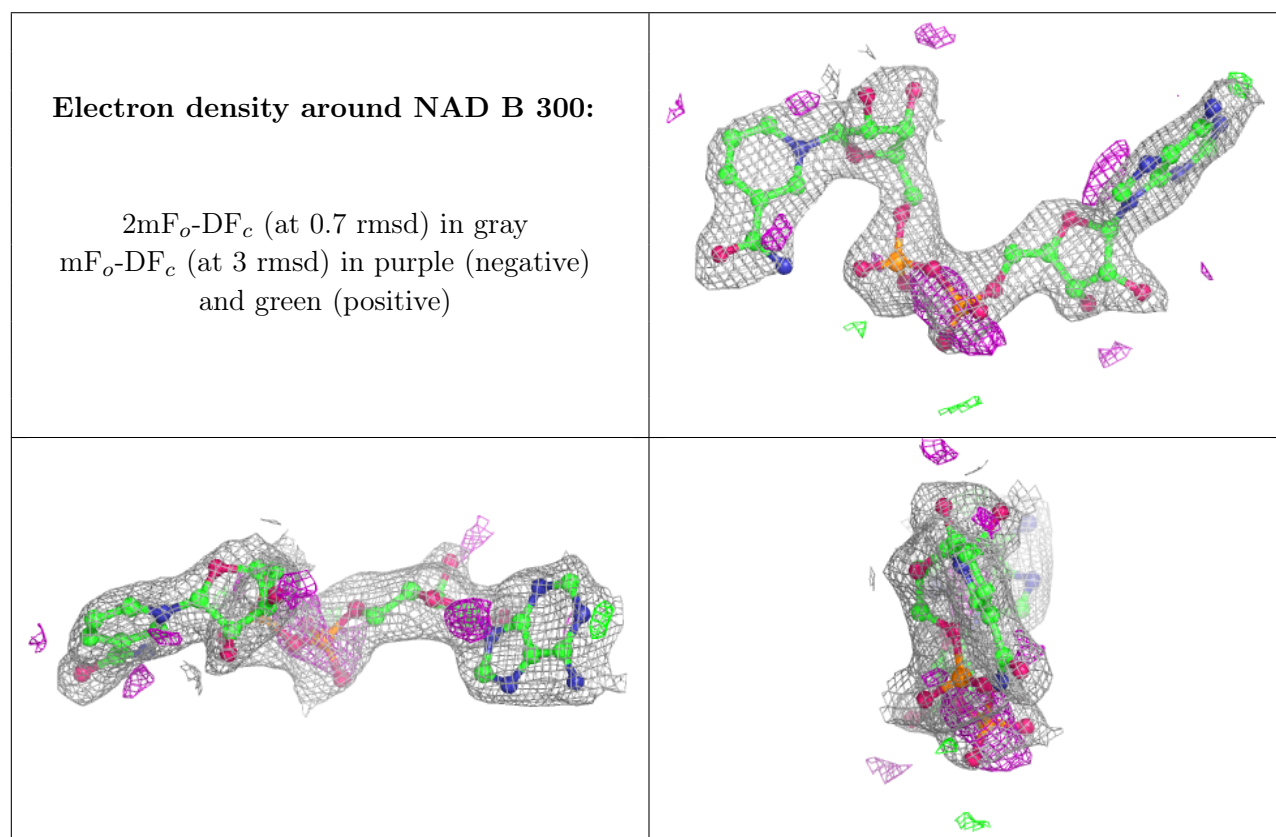 Electron density around NAD B 300:
2mFo-DFc (at 0.7 rmsd) in gray
mFo-DFc (at 3 rmsd) in purple (negative)
and green (positive)